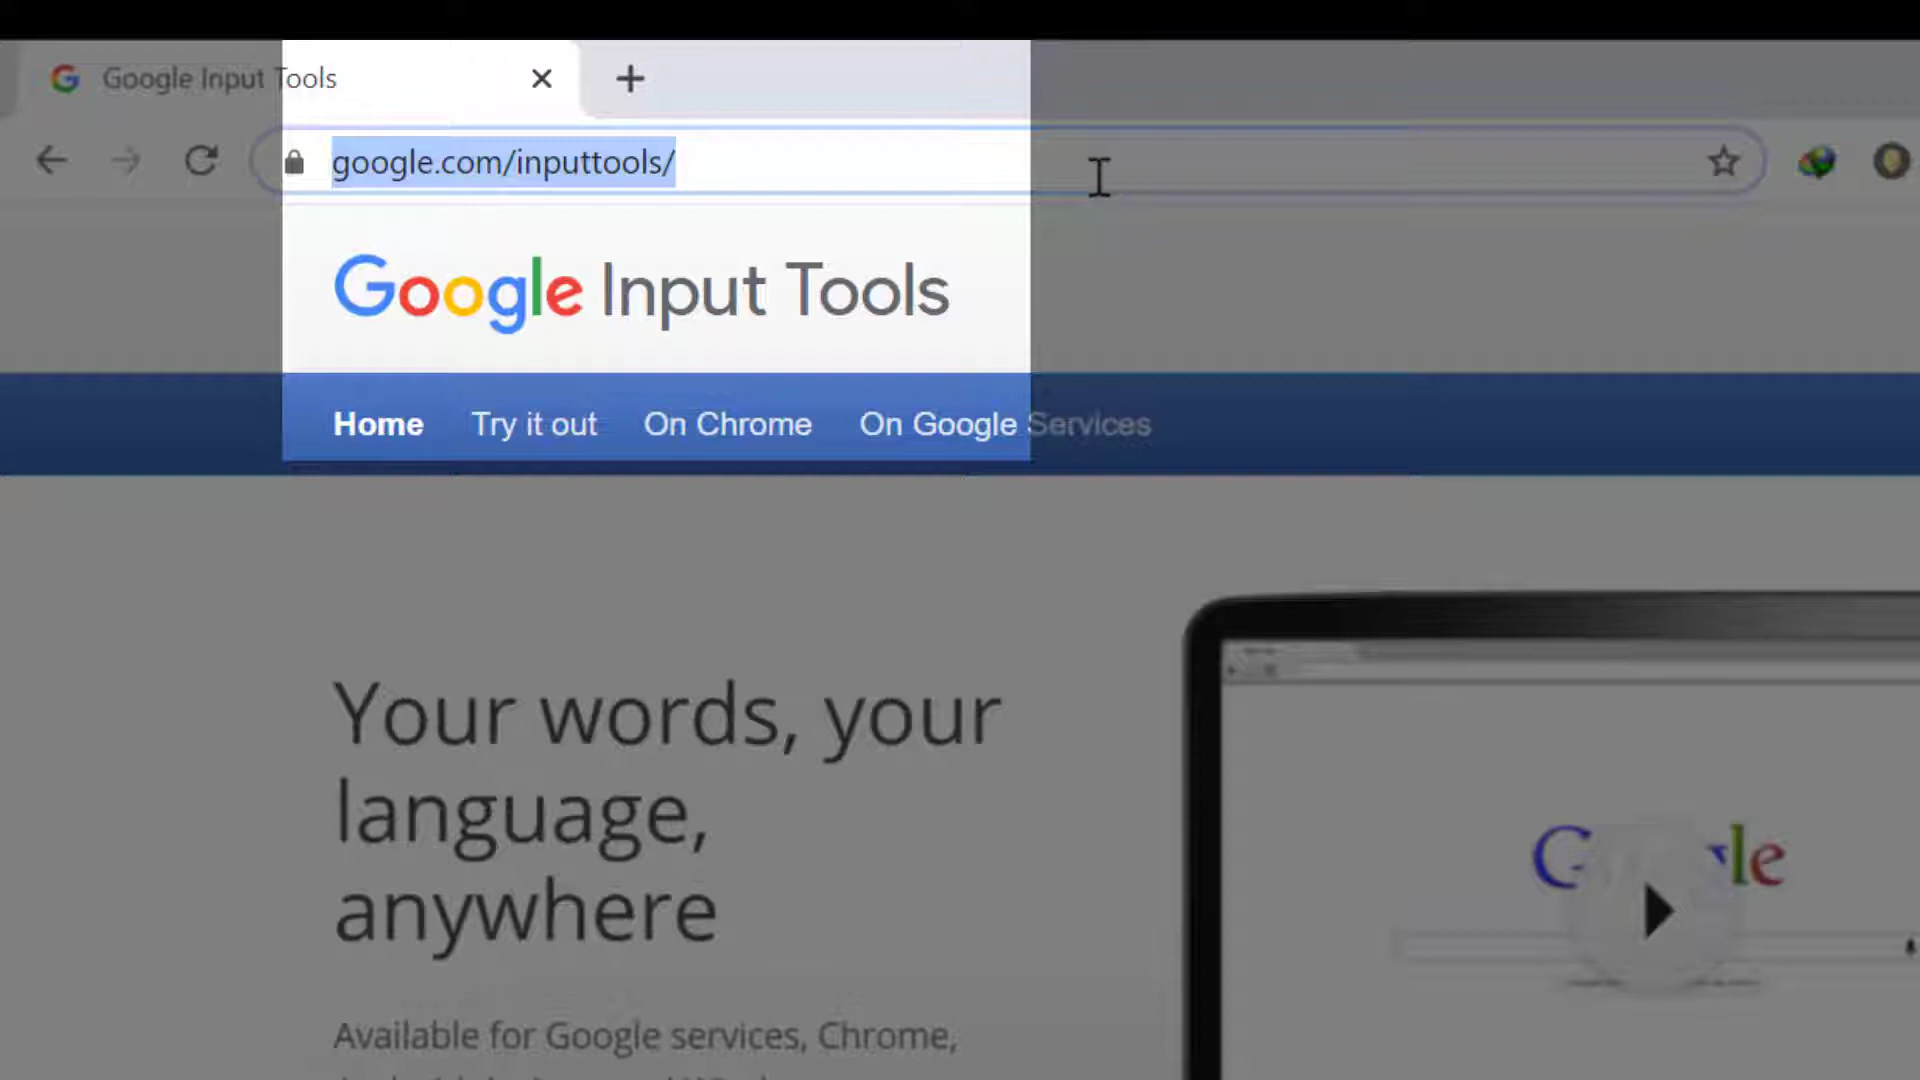 Google Input Tools
google.com/inputtools/
Google Input Tools
Home Try it out On Chrome On Google Services
Your words, your
language,
anywhere
Google
Available for Google services, Chrome,